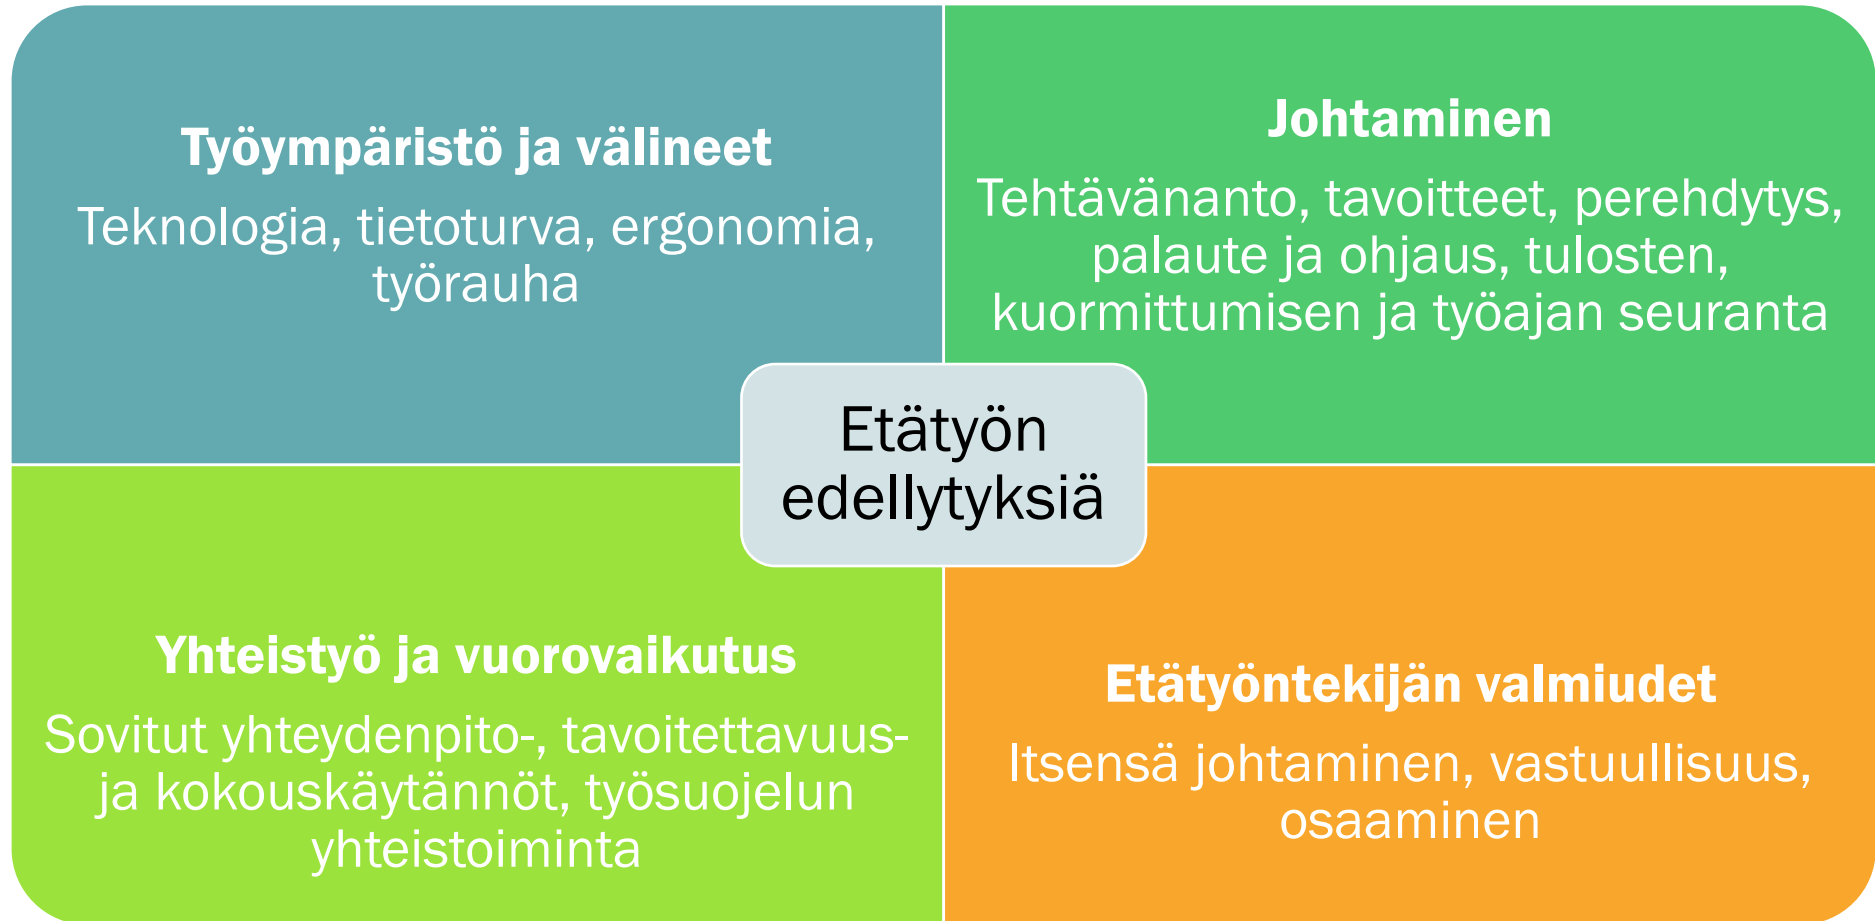 Työympäristö ja välineet
Teknologia, tietoturva, ergonomia,
työrauha
Johtaminen
Tehtävänanto, tavoitteet, perehdytys,
palaute ja ohjaus, tulosten,
kuormittumisen ja työajan seuranta
Etätyön
edellytyksiä
Yhteistyö ja vuorovaikutus
Sovitut yhteydenpito-, tavoitettavuus-
ja kokouskäytännöt, työsuojelun
yhteistoiminta
Etätyöntekijän valmiudet
Itsensä johtaminen, vastuullisuus,
osaaminen